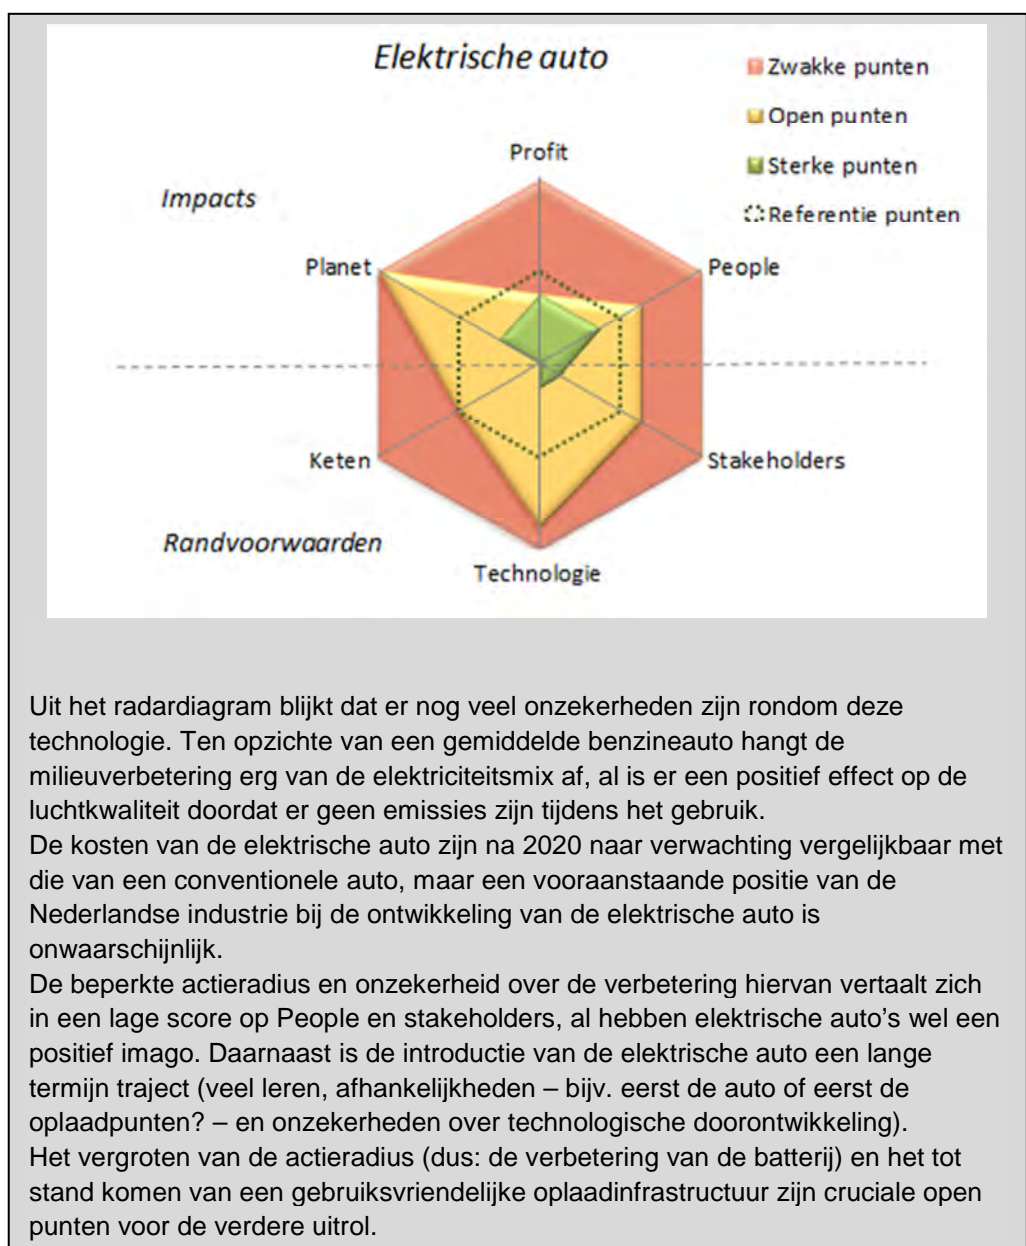 Elektrische auto
Zwakke punten
Open punten
Sterke punten
Referentie punten
Profit
Impacts
Planet
People
Keten
Stakeholders
Randvoorwaarden
Technologie
Uit het radardiagram blijkt dat er nog veel onzekerheden zijn rondom deze
technologie. Ten opzichte van een gemiddelde benzineauto hangt de
milieuverbetering erg van de elektriciteitsmix af, al is er een positief effect op de
luchtkwaliteit doordat er geen emissies zijn tijdens het gebruik.
De kosten van de elektrische auto zijn na 2020 naar verwachting vergelijkbaar met
die van een conventionele auto, maar een vooraanstaande positie van de
Nederlandse industrie bij de ontwikkeling van de elektrische auto is
onwaarschijnlijk.
De beperkte actieradius en onzekerheid over de verbetering hiervan vertaalt zich
in een lage score op People en stakeholders, al hebben elektrische auto’s wel een
positief imago. Daarnaast is de introductie van de elektrische auto een lange
termijn traject (veel leren, afhankelijkheden – bijv. eerst de auto of eerst de
oplaadpunten? – en onzekerheden over technologische doorontwikkeling).
Het vergroten van de actieradius (dus: de verbetering van de batterij) en het tot
stand komen van een gebruiksvriendelijke oplaadinfrastructuur zijn cruciale open
punten voor de verdere uitrol.